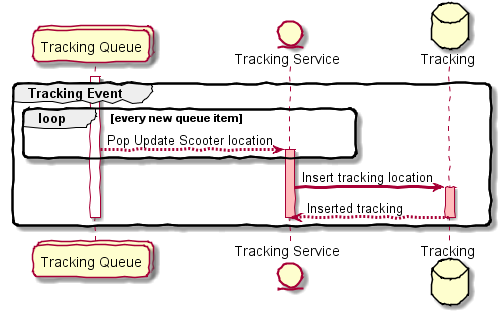 Tracking Queue
Tracking Service
Tracking
Tracking Event
loop [every new queue item]
Pop Update Scooter location
Insert tracking location
Inserted tracking
Tracking Queue
Tracking Service
Tracking